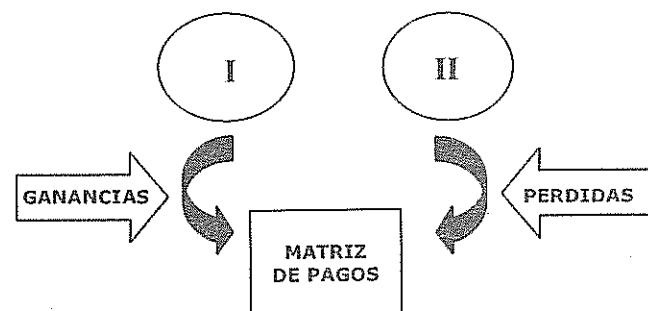 I
II
GANANCIAS
PERDIDAS
MATRIZ
DE PAGOS